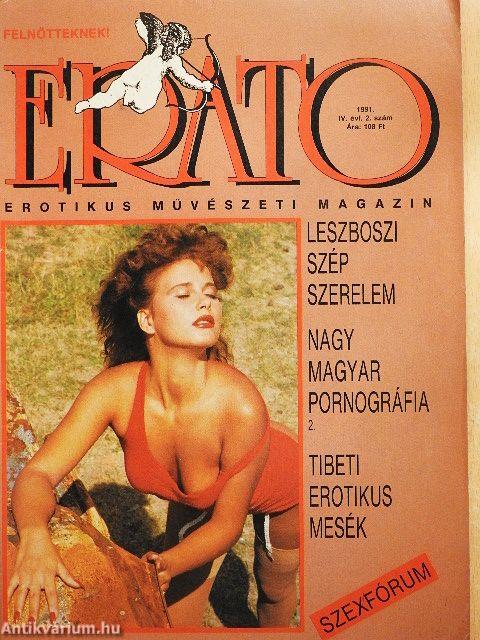 FELNŐTTEKNEK!
ERATO
1991.
IV. évf. 2. szám
Ára: 108 Ft
EROTIKUS MŰVÉSZETI MAGAZIN
LESZBOSZI
SZÉP
SZERELEM
NAGY
MAGYAR
PORNOGRÁFIA
2.
TIBETI
EROTIKUS
MESÉK
SZEXFÓRUM
Antikvárium.hu